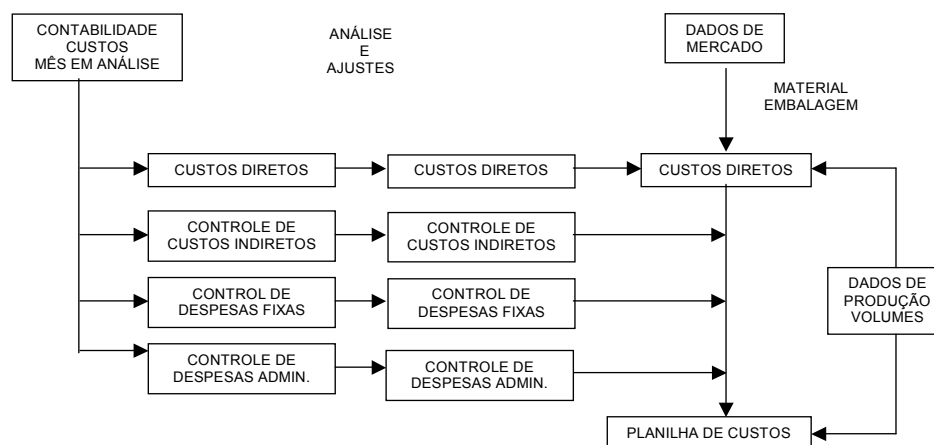 CONTABILIDADE
CUSTOS
MÊS EM ANÁLISE
ANÁLISE
E
AJUSTES
DADOS DE
MERCADO
MATERIAL
EMBALAGEM
CUSTOS DIRETOS
CUSTOS DIRETOS
CUSTOS DIRETOS
CONTROLE DE
CUSTOS INDIRETOS
CONTROLE DE
CUSTOS INDIRETOS
CONTROL DE
DESPESAS FIXAS
CONTROL DE
DESPESAS FIXAS
DADOS DE
PRODUÇÃO
VOLUMES
CONTROLE DE
DESPESAS ADMIN.
CONTROLE DE
DESPESAS ADMIN.
PLANILHA DE CUSTOS